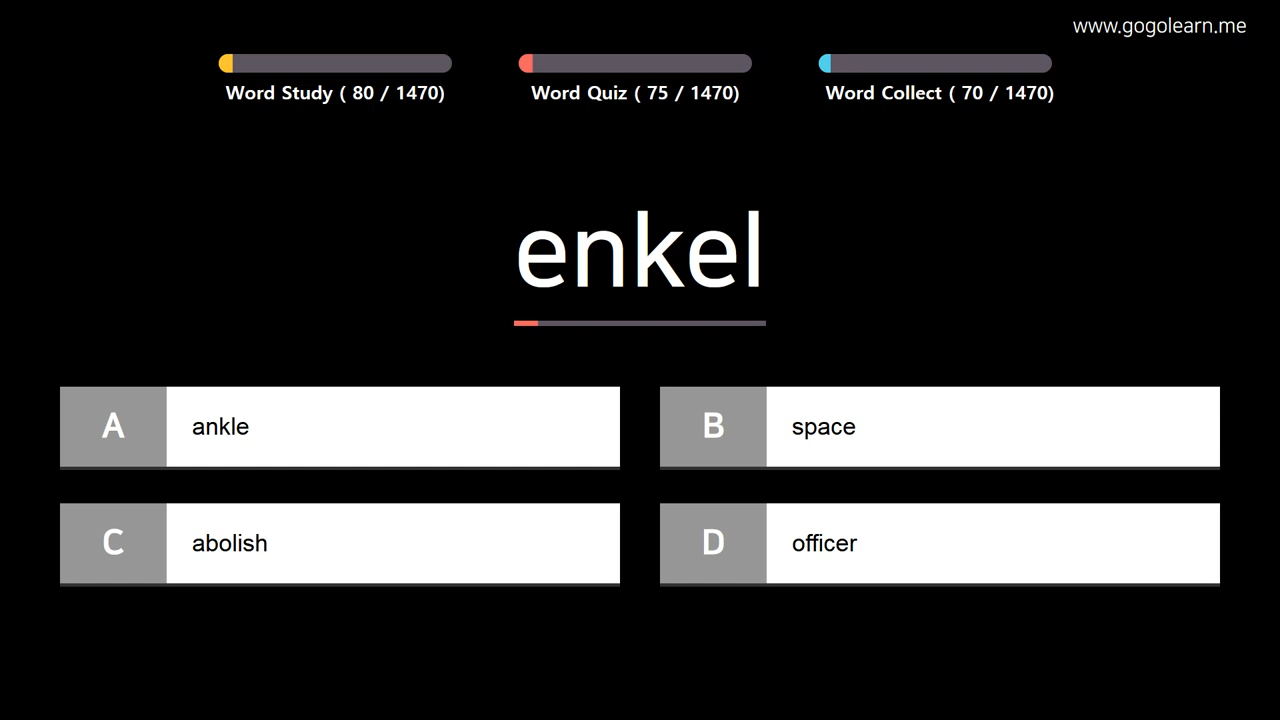 www.gogolearn.me
Word Study ( 80 / 1470)
Word Quiz ( 75 / 1470)
Word Collect ( 70 / 1470)
enkel
A ankle
B space
C abolish
D officer